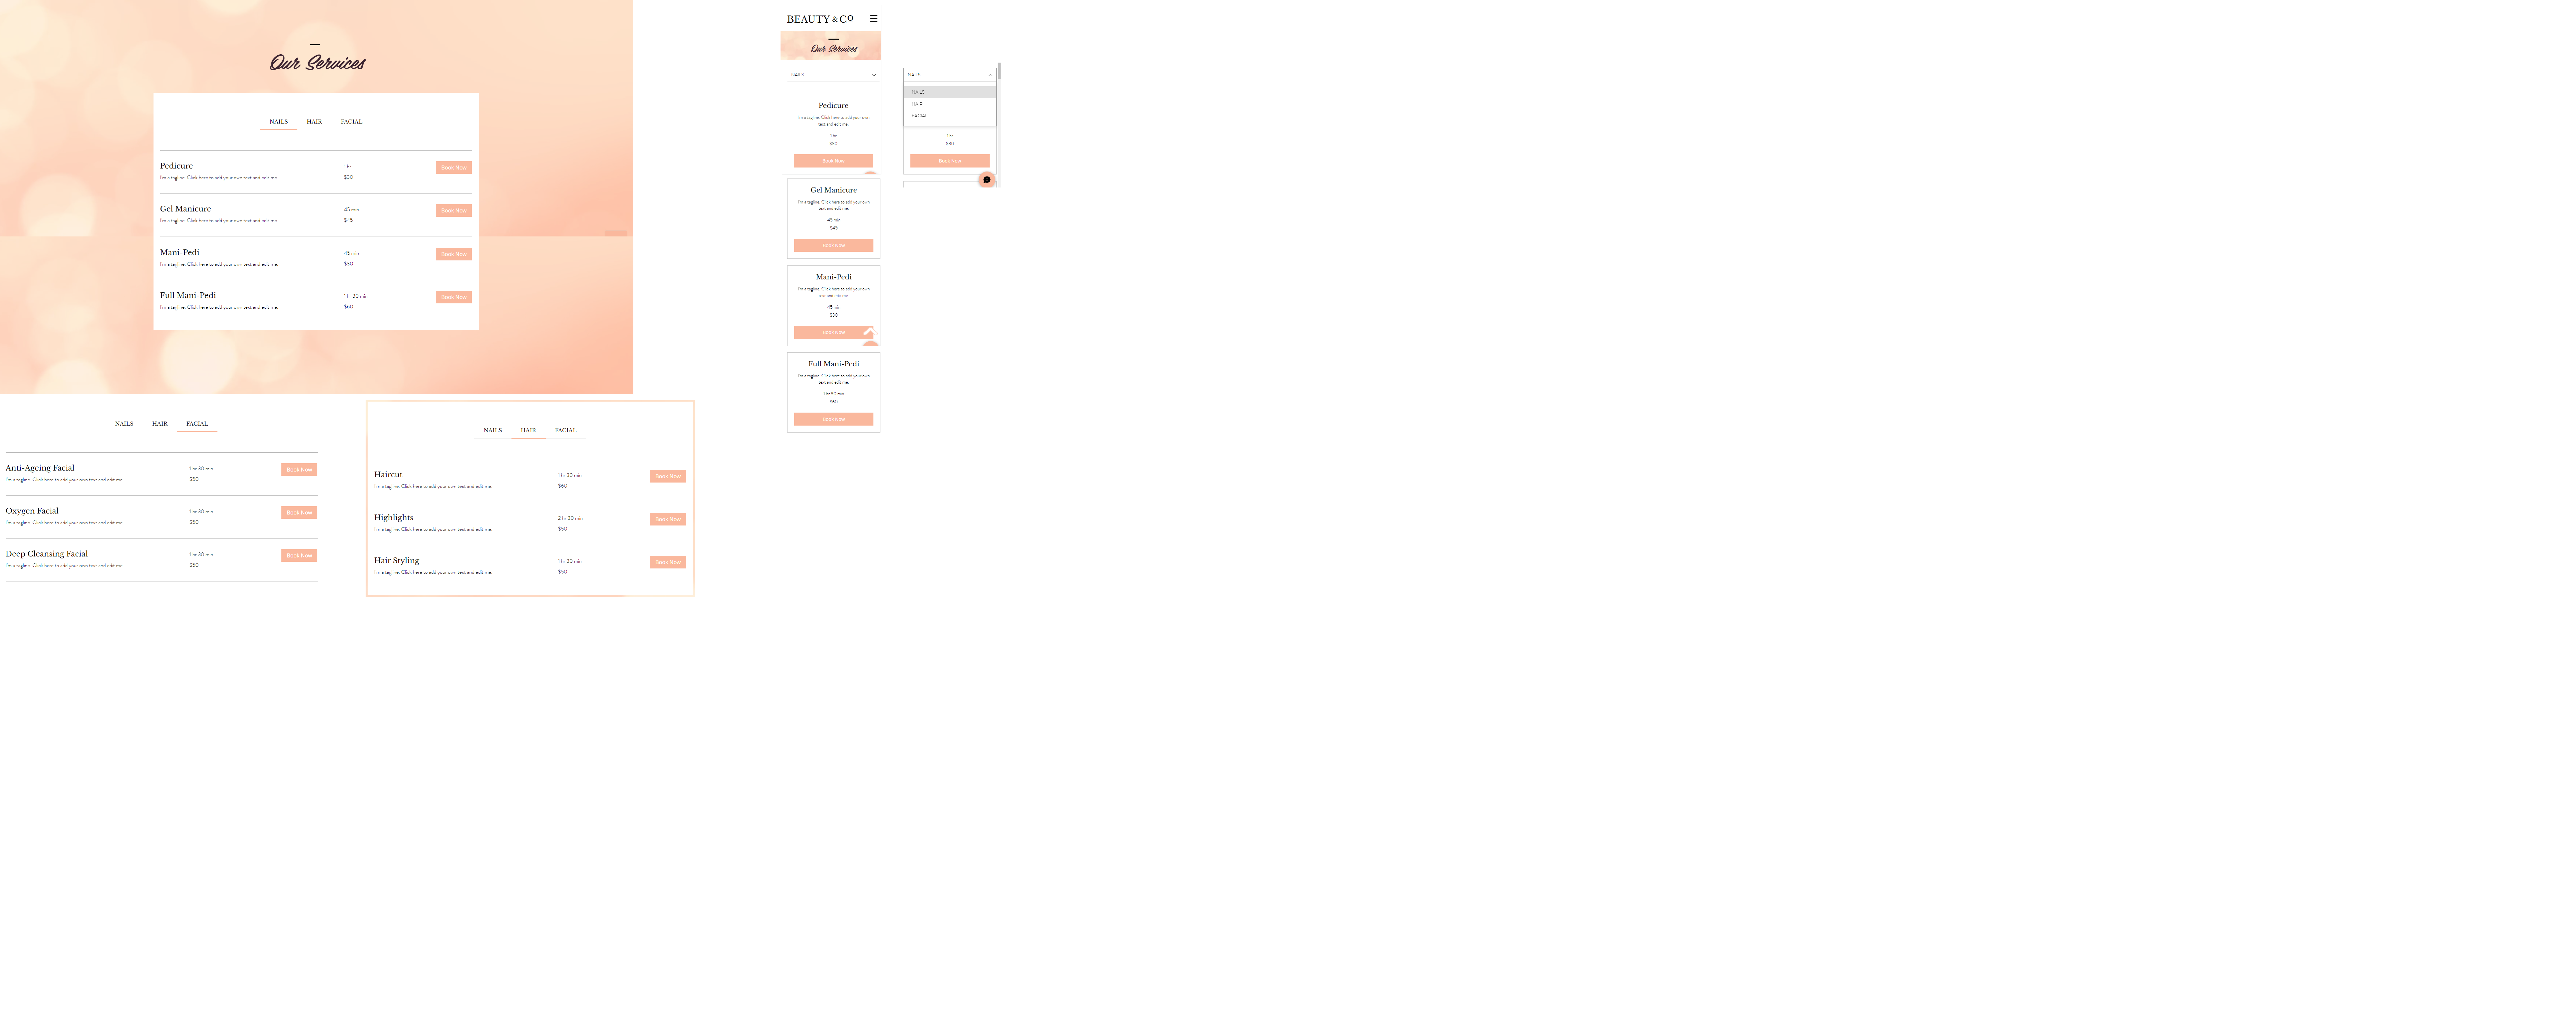 Our Services
NAILS HAIR FACIAL
Pedicure
I'm a tagline. Click here to add your own text and edit me.
1 hr
$30
Book Now
Gel Manicure
I'm a tagline. Click here to add your own text and edit me.
45 min
$45
Book Now
Mani-Pedi
I'm a tagline. Click here to add your own text and edit me.
45 min
$30
Book Now
Full Mani-Pedi
I'm a tagline. Click here to add your own text and edit me.
1 hr 30 min
$60
Book Now
NAILS HAIR FACIAL
Anti-Ageing Facial
I'm a tagline. Click here to add your own text and edit me.
1 hr 30 min
$50
Book Now
Oxygen Facial
I'm a tagline. Click here to add your own text and edit me.
1 hr 30 min
$50
Book Now
Deep Cleansing Facial
I'm a tagline. Click here to add your own text and edit me.
1 hr 30 min
$50
Book Now
NAILS HAIR FACIAL
Haircut
I'm a tagline. Click here to add your own text and edit me.
1 hr 30 min
$60
Book Now
Highlights
I'm a tagline. Click here to add your own text and edit me.
2 hr 30 min
$50
Book Now
Hair Styling
I'm a tagline. Click here to add your own text and edit me.
1 hr 30 min
$50
Book Now
BEAUTY & CO
Our Services
NAILS
Pedicure
I'm a tagline. Click here to add your own
text and edit me.
1 hr
$30
Book Now
Gel Manicure
I'm a tagline. Click here to add your own
text and edit me.
45 min
$45
Book Now
Mani-Pedi
I'm a tagline. Click here to add your own
text and edit me.
45 min
$30
Book Now
Full Mani-Pedi
I'm a tagline. Click here to add your own
text and edit me.
1 hr 30 min
$60
Book Now
NAILS
NAILS
HAIR
FACIAL
1 hr
$30
Book Now